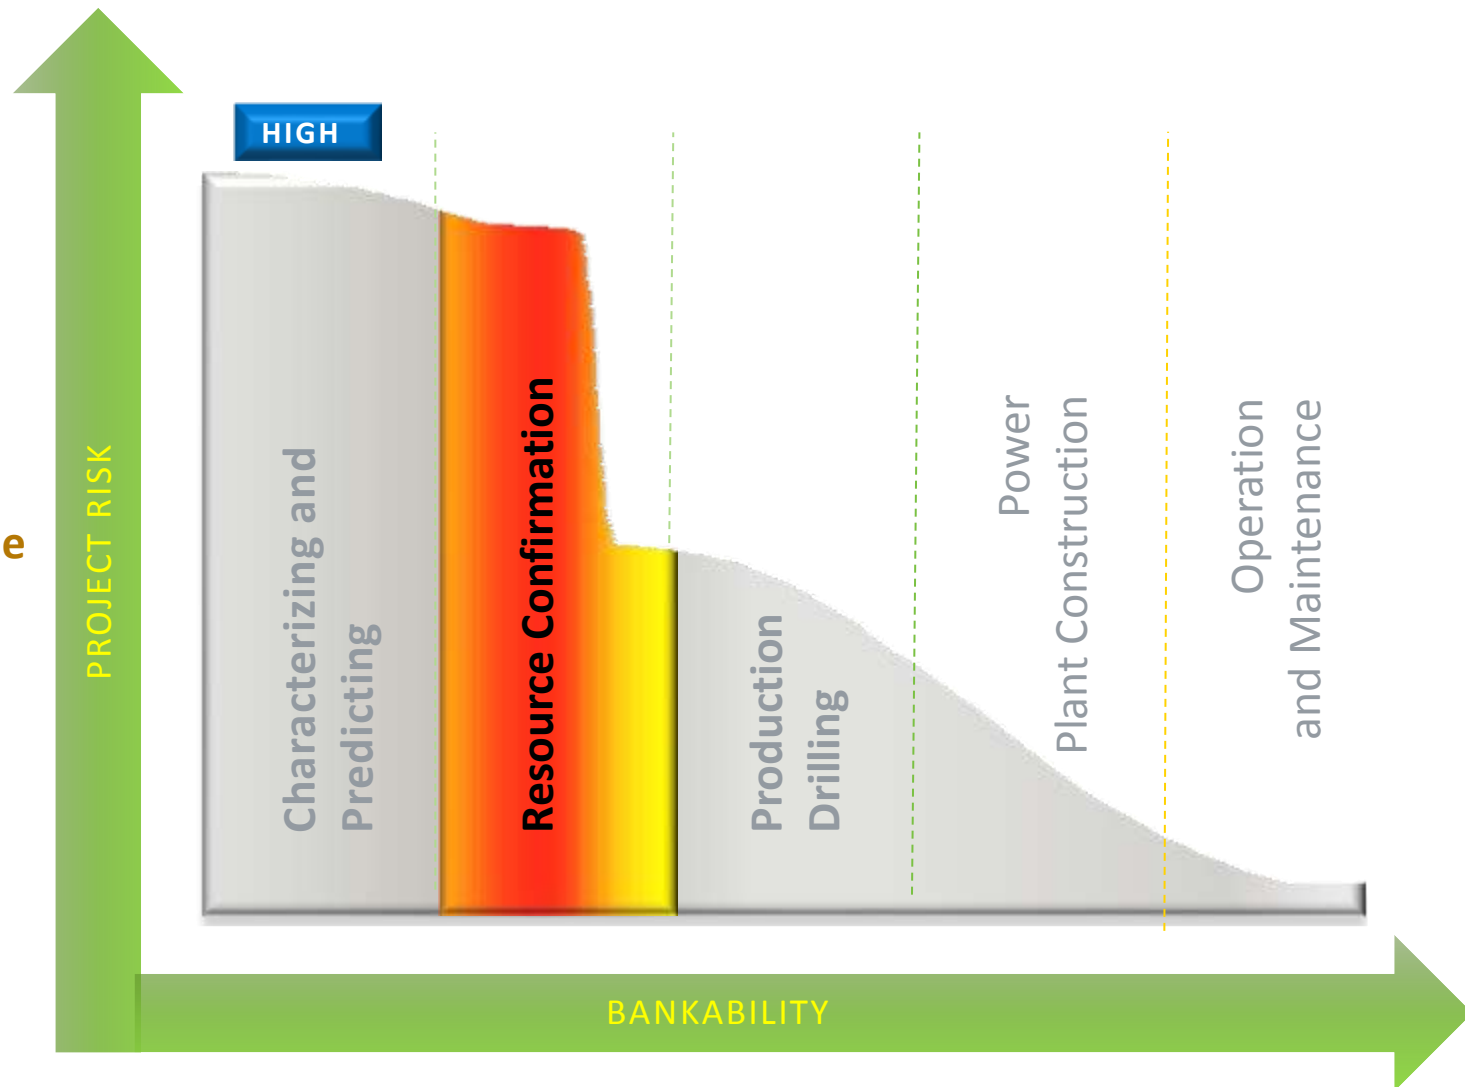 HIGH
e
PROJECT RISK
Characterizing and
Predicting
Resource Confirmation
Production
Drilling
Power
Plant Construction
Operation
and Maintenance
BANKABILITY